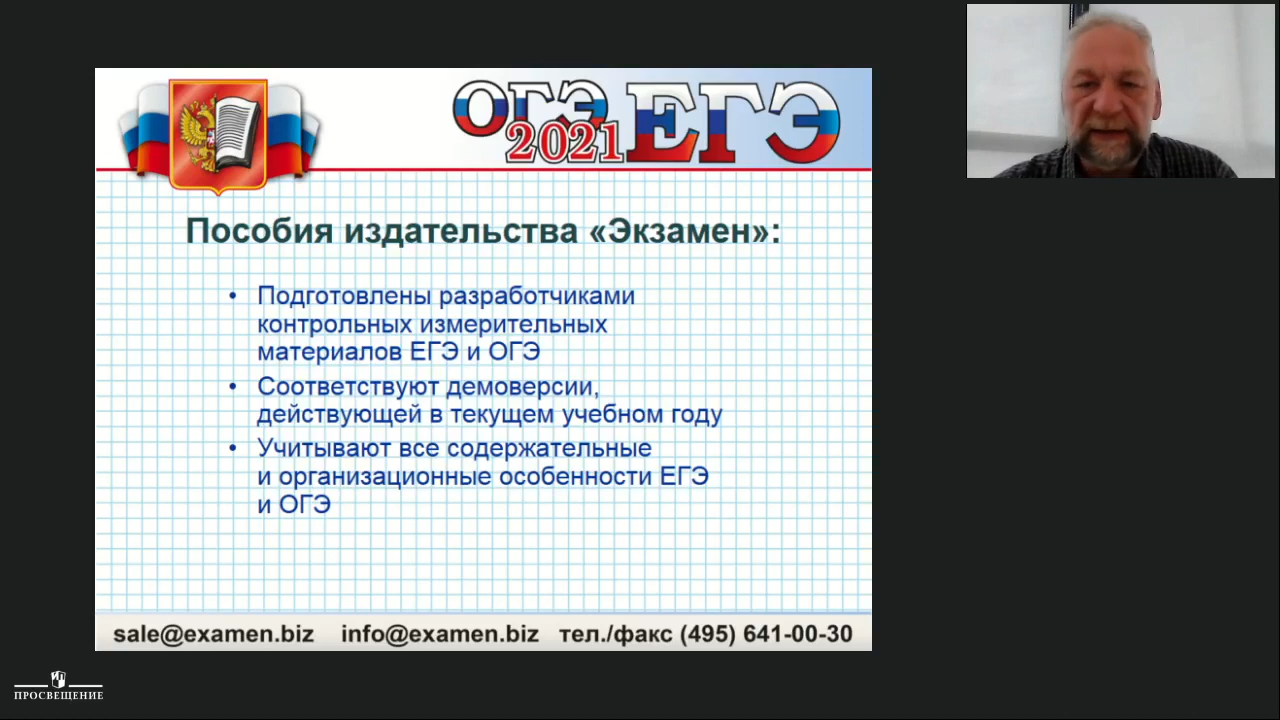 ОГЭ ЕГЭ
2021
Пособия издательства «Экзамен»:
• Подготовлены разработчиками
контрольных измерительных
материалов ЕГЭ и ОГЭ
• Соответствуют демоверсии,
действующей в текущем учебном году
• Учитывают все содержательные
и организационные особенности ЕГЭ
и ОГЭ
sale@examen.biz info@examen.biz тел./факс (495) 641-00-30
ПРОСВЕЩЕНИЕ